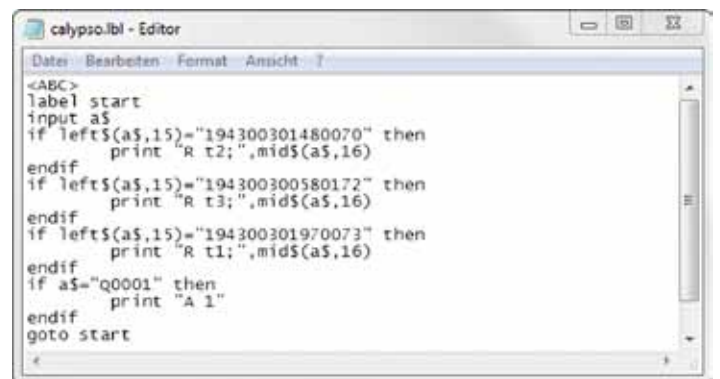 calypso.lbl - Editor
Datei Bearbeiten Format Ansicht ?
<ABC>
label start
input a$
if left$(a$,15)="194300301480070" then
print "R t2;",mid$(a$,16)
endif
if left$(a$,15)="194300300580172" then
print "R t3;",mid$(a$,16)
endif
if left$(a$,15)="194300301970073" then
print "R t1;",mid$(a$,16)
endif
if a$="Q0001" then
print "A 1"
endif
goto start